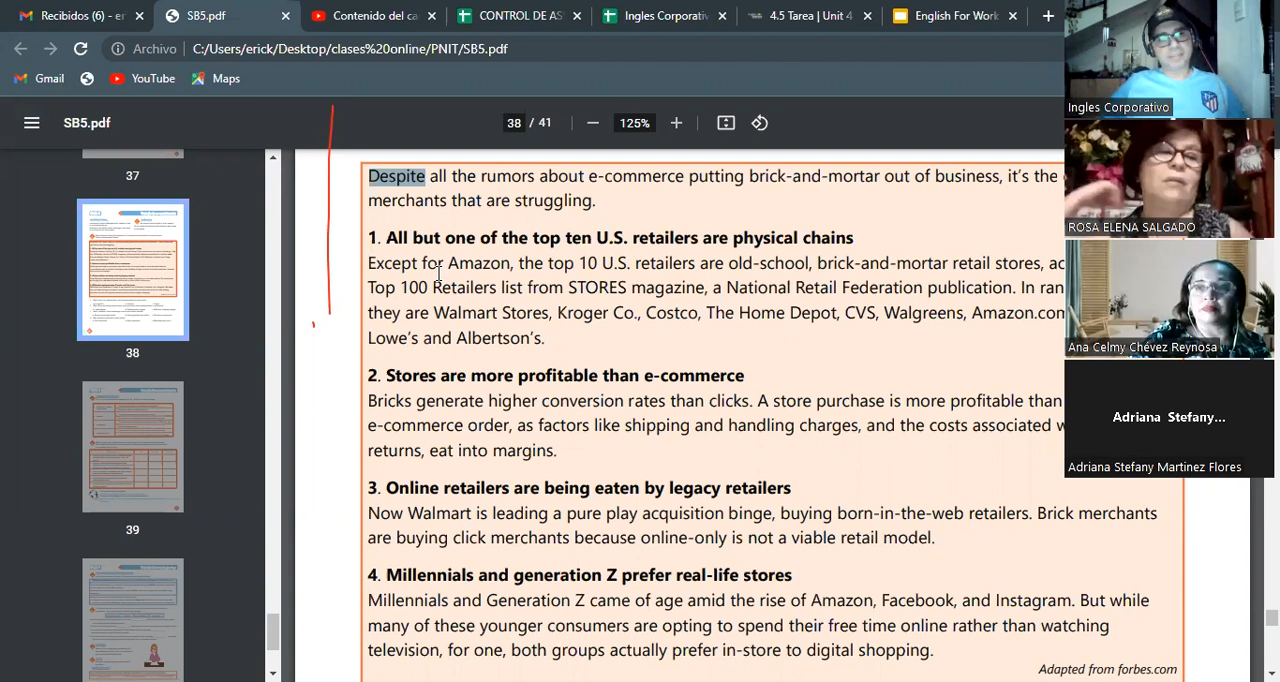 Recibidos (6) - er
SB5.pdf
Contenido del ca
CONTROL DE AS
Ingles Corporativ
4.5 Tarea | Unit 4
English For Work
Archivo
C:/Users/erick/Desktop/clases%20online/PNIT/SB5.pdf
Gmail
YouTube
Maps
SB5.pdf
38 / 41
125%
37
38
39
Despite all the rumors about e-commerce putting brick-and-mortar out of business, it's the
merchants that are struggling.
1. All but one of the top ten U.S. retailers are physical chains
Except for Amazon, the top 10 U.S. retailers are old-school, brick-and-mortar retail stores, ac
Top 100 Retailers list from STORES magazine, a National Retail Federation publication. In ran
they are Walmart Stores, Kroger Co., Costco, The Home Depot, CVS, Walgreens, Amazon.com
Lowe's and Albertson's.
2. Stores are more profitable than e-commerce
Bricks generate higher conversion rates than clicks. A store purchase is more profitable than
e-commerce order, as factors like shipping and handling charges, and the costs associated w
returns, eat into margins.
3. Online retailers are being eaten by legacy retailers
Now Walmart is leading a pure play acquisition binge, buying born-in-the-web retailers. Brick merchants
are buying click merchants because online-only is not a viable retail model.
4. Millennials and generation Z prefer real-life stores
Millennials and Generation Z came of age amid the rise of Amazon, Facebook, and Instagram. But while
many of these younger consumers are opting to spend their free time online rather than watching
television, for one, both groups actually prefer in-store to digital shopping.
Adapted from forbes.com
Ingles Corporativo
ROSA ELENA SALGADO
Ana Celmy Chévez Reynosa
Adriana Stefany...
Adriana Stefany Martinez Flores